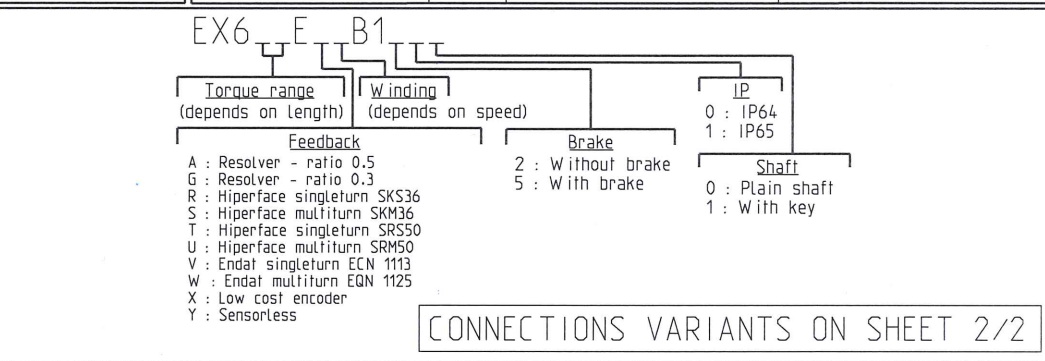 EX6__E__B1___
Torque range
(depends on length)
Winding
(depends on speed)
Feedback
A : Resolver - ratio 0.5
G : Resolver - ratio 0.3
R : Hiperface singleturn SKS36
S : Hiperface multiturn SKM36
T : Hiperface singleturn SRS50
U : Hiperface multiturn SRM50
V : Endat singleturn ECN 1113
W : Endat multiturn EQN 1125
X : Low cost encoder
Y : Sensorless
Brake
2 : Without brake
5 : With brake
IP
0 : IP64
1 : IP65
Shaft
0 : Plain shaft
1 : With key
CONNECTIONS VARIANTS ON SHEET 2/2